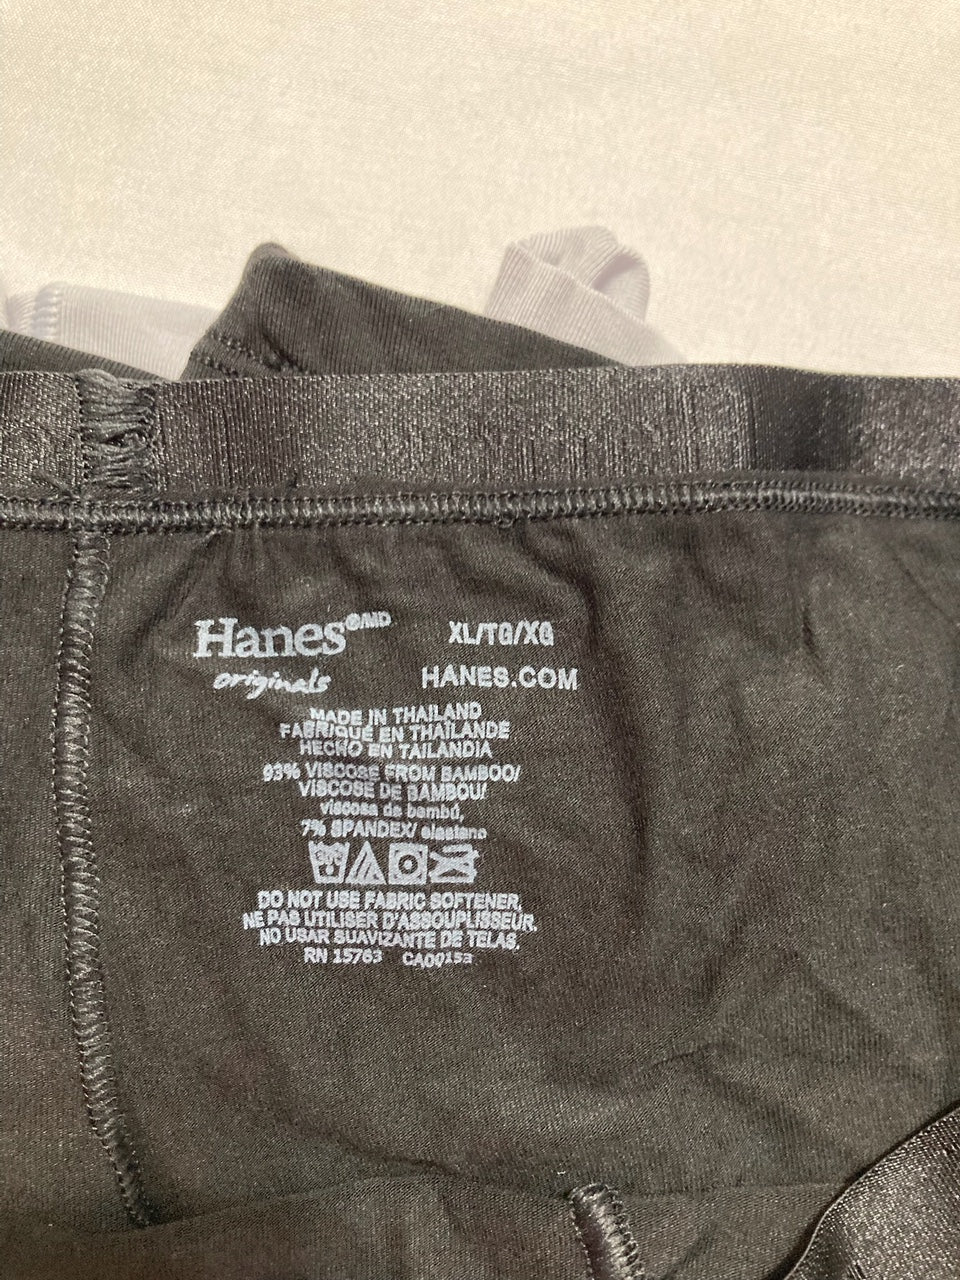 Hanes®/MD XL/TG/XG
originals HANES.COM
MADE IN THAILAND
FABRIQUÉ EN THAÏLANDE
HECHO EN TAILANDIA
93% VISCOSE FROM BAMBOO/
VISCOSE DE BAMBOU/
viscosa de bambú,
7% SPANDEX/ elastano
DO NOT USE FABRIC SOFTENER.
NE PAS UTILISER D'ASSOUPLISSEUR.
NO USAR SUAVIZANTE DE TELAS.
RN 15763 CA00153